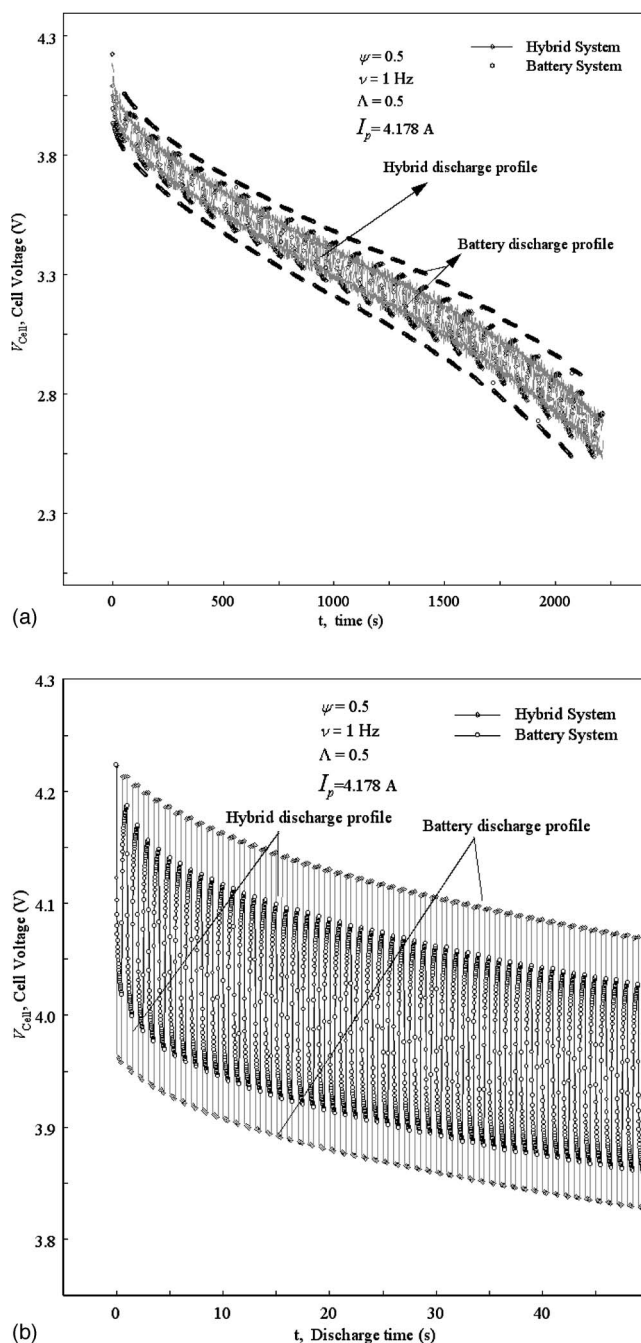 4.3
ψ = 0.5
ν = 1 Hz
Λ = 0.5
I_p = 4.178 A
Hybrid System
Battery System
3.8
Hybrid discharge profile
Battery discharge profile
V_Cell, Cell Voltage (V)
3.3
2.8
2.3
0 500 1000 1500 2000
t, time (s)
(a)
4.3
ψ = 0.5
ν = 1 Hz
Λ = 0.5
I_p = 4.178 A
Hybrid System
Battery System
4.2
Hybrid discharge profile
Battery discharge profile
4.1
V_Cell, Cell Voltage (V)
4.0
3.9
3.8
0 10 20 30 40
t, Discharge time (s)
(b)